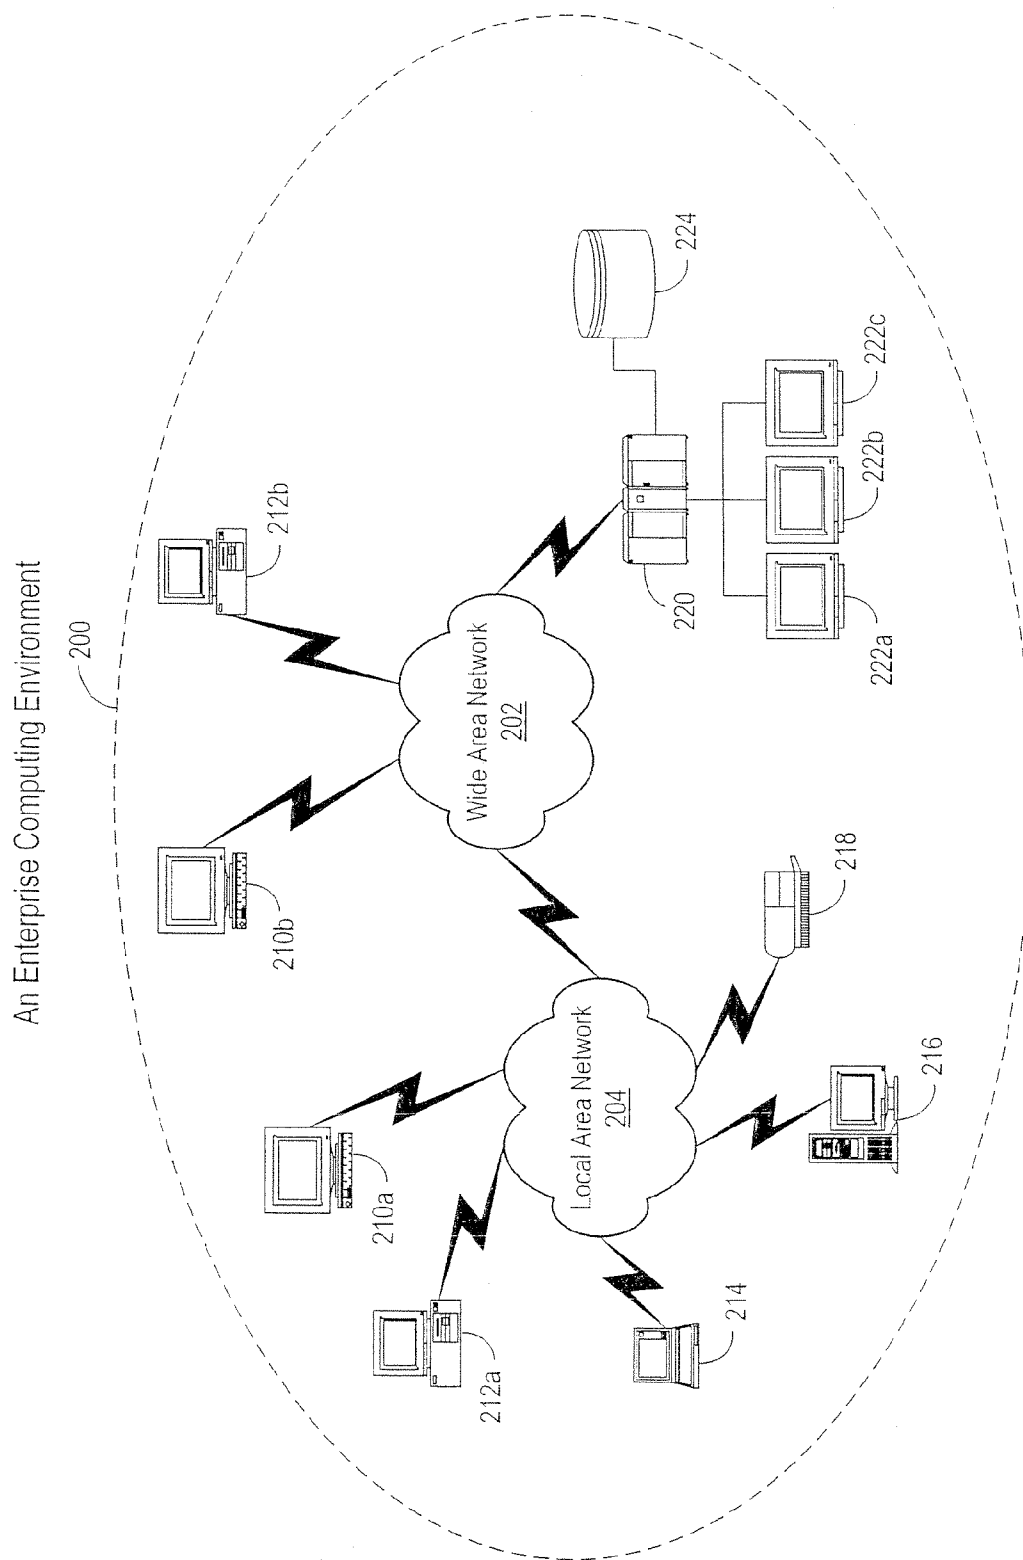 An Enterprise Computing Environment
200
212b
210b
210a
212a
Wide Area Network
202
Local Area Network
204
224
220
222a
222b
222c
214
216
218